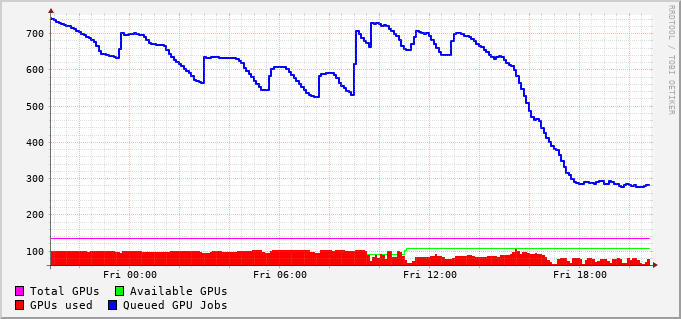 700
600
500
400
300
200
100
Fri 00:00 Fri 06:00 Fri 12:00 Fri 18:00
Total GPUs Available GPUs
GPUs used Queued GPU Jobs
RRDTOOL / TOBI OETIKER